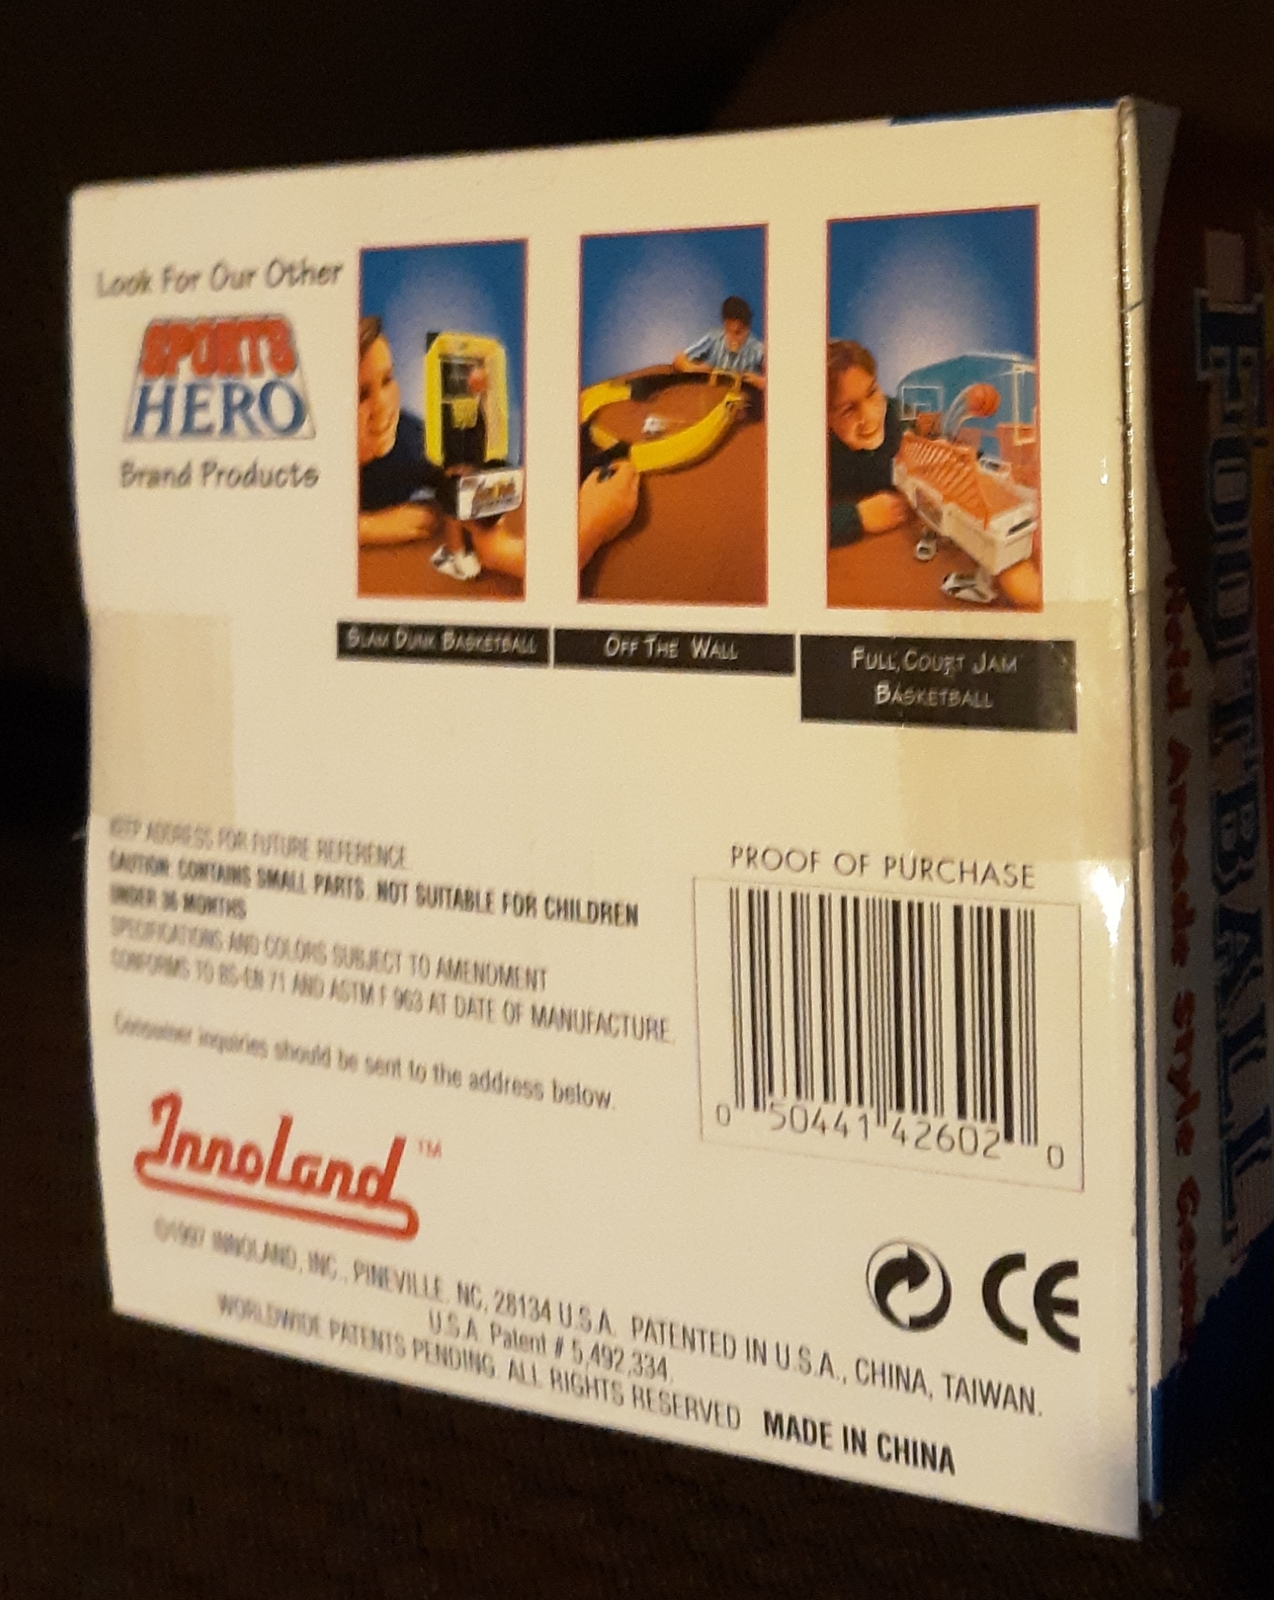 Look For Our Other
SPORTS
HERO
Brand Products
SLAM DUNK BASKETBALL
OFF THE WALL
FULL COURT JAM
BASKETBALL
ADDRESS FOR FUTURE REFERENCE
CAUTION: CONTAINS SMALL PARTS. NOT SUITABLE FOR CHILDREN
UNDER 36 MONTHS
SPECIFICATIONS AND COLORS SUBJECT TO AMENDMENT
CONFORMS TO BS-EN 71 AND ASTM F 963 AT DATE OF MANUFACTURE.
Consumer inquiries should be sent to the address below.
PROOF OF PURCHASE
0 50441 42602 0
Innoland™
©1997 INNOLAND, INC., PINEVILLE, NC, 28134 U.S.A. PATENTED IN U.S.A., CHINA, TAIWAN.
U.S.A. Patent # 5,492,334.
WORLDWIDE PATENTS PENDING. ALL RIGHTS RESERVED MADE IN CHINA
CE
FOOTBALL
Held Arcade Style Game